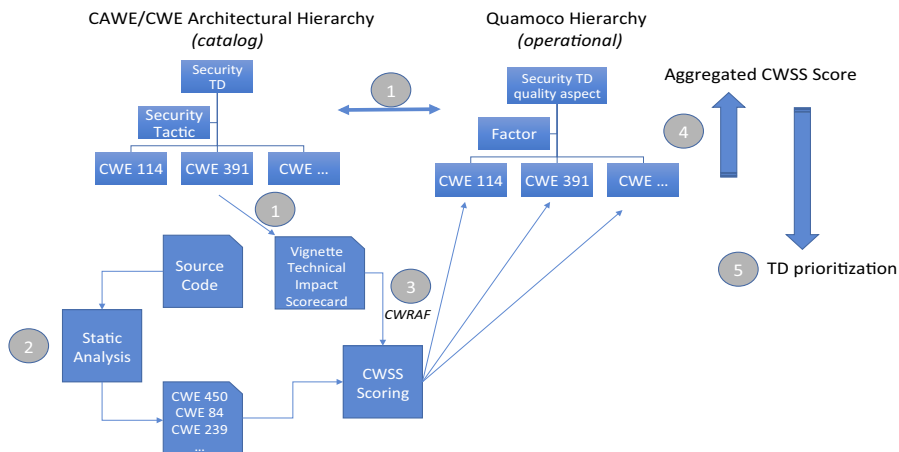 CAWE/CWE Architectural Hierarchy
(catalog)
Quamoco Hierarchy
(operational)
Security
TD
Security
Tactic
CWE 114
CWE 391
CWE ...
1
Security TD
quality aspect
Factor
CWE 114
CWE 391
CWE ...
Aggregated CWSS Score
4
5
TD prioritization
1
Source
Code
Vignette
Technical
Impact
Scorecard
3
CWRAF
2
Static
Analysis
CWE 450
CWE 84
CWE 239
...
CWSS
Scoring